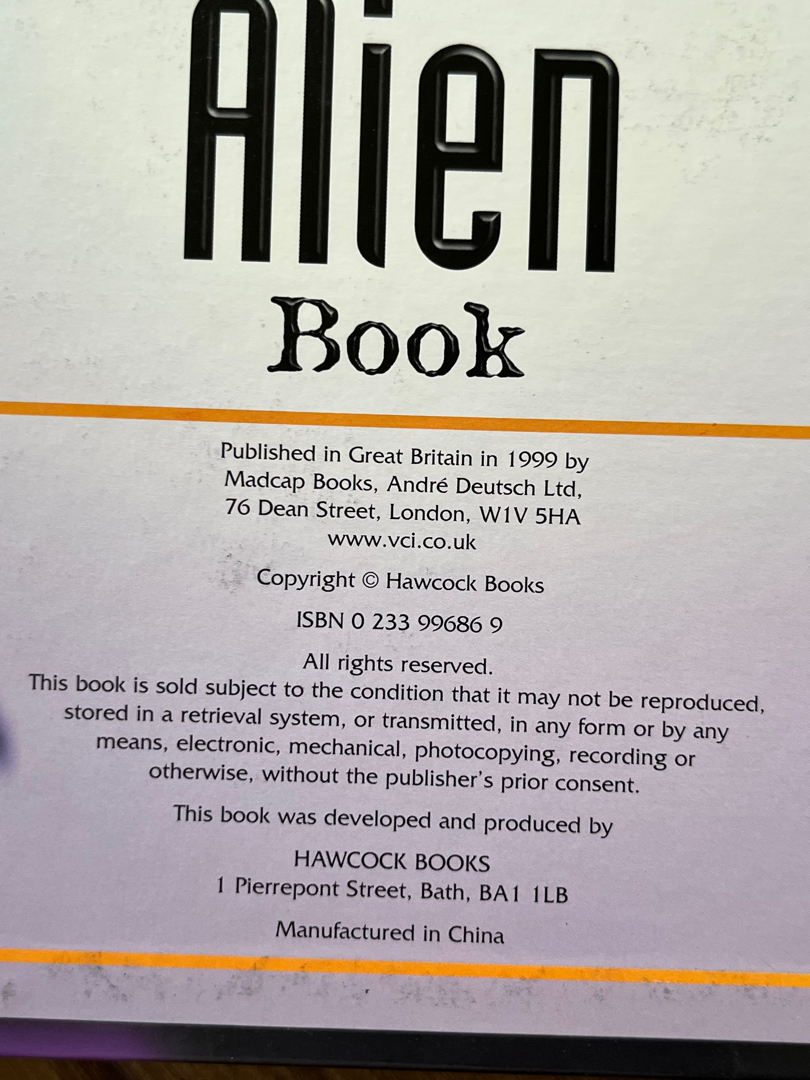 Alien
Book
Published in Great Britain in 1999 by
Madcap Books, André Deutsch Ltd,
76 Dean Street, London, W1V 5HA
www.vci.co.uk
Copyright © Hawcock Books
ISBN 0 233 99686 9
All rights reserved.
This book is sold subject to the condition that it may not be reproduced,
stored in a retrieval system, or transmitted, in any form or by any
means, electronic, mechanical, photocopying, recording or
otherwise, without the publisher's prior consent.
This book was developed and produced by
HAWCOCK BOOKS
1 Pierrepont Street, Bath, BA1 1LB
Manufactured in China